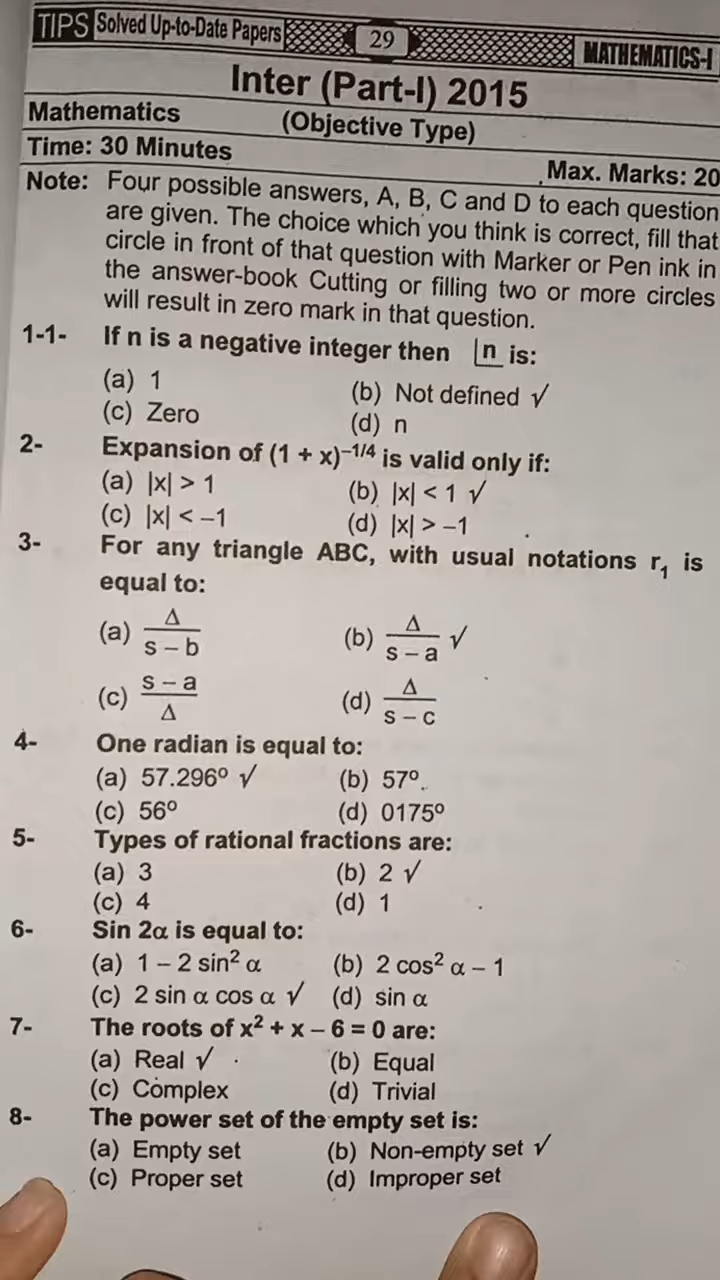 TIPS Solved Up-to-Date Papers 29 MATHEMATICS-I
Inter (Part-I) 2015
Mathematics (Objective Type)
Time: 30 Minutes Max. Marks: 20
Note: Four possible answers, A, B, C and D to each question
are given. The choice which you think is correct, fill that
circle in front of that question with Marker or Pen ink in
the answer-book Cutting or filling two or more circles
will result in zero mark in that question.
1-1- If n is a negative integer then |n̲ is:
(a) 1 (b) Not defined √
(c) Zero (d) n
2- Expansion of (1 + x)⁻¹/⁴ is valid only if:
(a) |x| > 1 (b) |x| < 1 √
(c) |x| < –1 (d) |x| > –1
3- For any triangle ABC, with usual notations r₁ is
equal to:
(a) Δ/(s – b) (b) Δ/(s – a) √
(c) (s – a)/Δ (d) Δ/(s – c)
4- One radian is equal to:
(a) 57.296º √ (b) 57º
(c) 56º (d) 0175º
5- Types of rational fractions are:
(a) 3 (b) 2 √
(c) 4 (d) 1
6- Sin 2α is equal to:
(a) 1 – 2 sin² α (b) 2 cos² α – 1
(c) 2 sin α cos α √ (d) sin α
7- The roots of x² + x – 6 = 0 are:
(a) Real √ (b) Equal
(c) Complex (d) Trivial
8- The power set of the empty set is:
(a) Empty set (b) Non-empty set √
(c) Proper set (d) Improper set